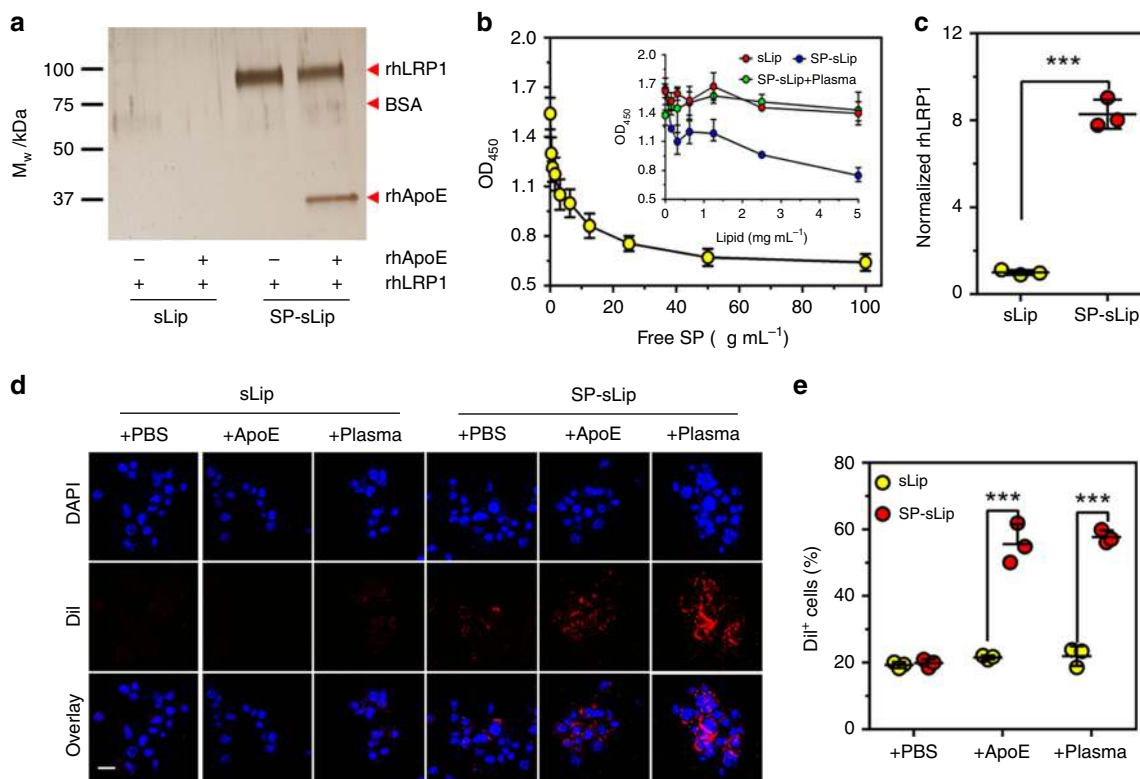 a
100
75
50
37
M_w /kDa
rhLRP1
BSA
rhApoE
– + – + rhApoE
+ + + + rhLRP1
sLip SP-sLip
b
2.0
1.7
1.4
1.1
0.8
0.5
OD₄₅₀
0 20 40 60 80 100
Free SP ( g mL⁻¹)
sLip SP-sLip
SP-sLip+Plasma
2.0
1.7
1.4
1.1
0.8
0.5
OD₄₅₀
0 1 2 3 4 5
Lipid (mg mL⁻¹)
c
***
12
8
4
0
Normalized rhLRP1
sLip SP-sLip
d
sLip SP-sLip
+PBS +ApoE +Plasma +PBS +ApoE +Plasma
DAPI
Dil
Overlay
e
80
60
40
20
0
Dil⁺ cells (%)
sLip
SP-sLip
*** ***
+PBS +ApoE +Plasma